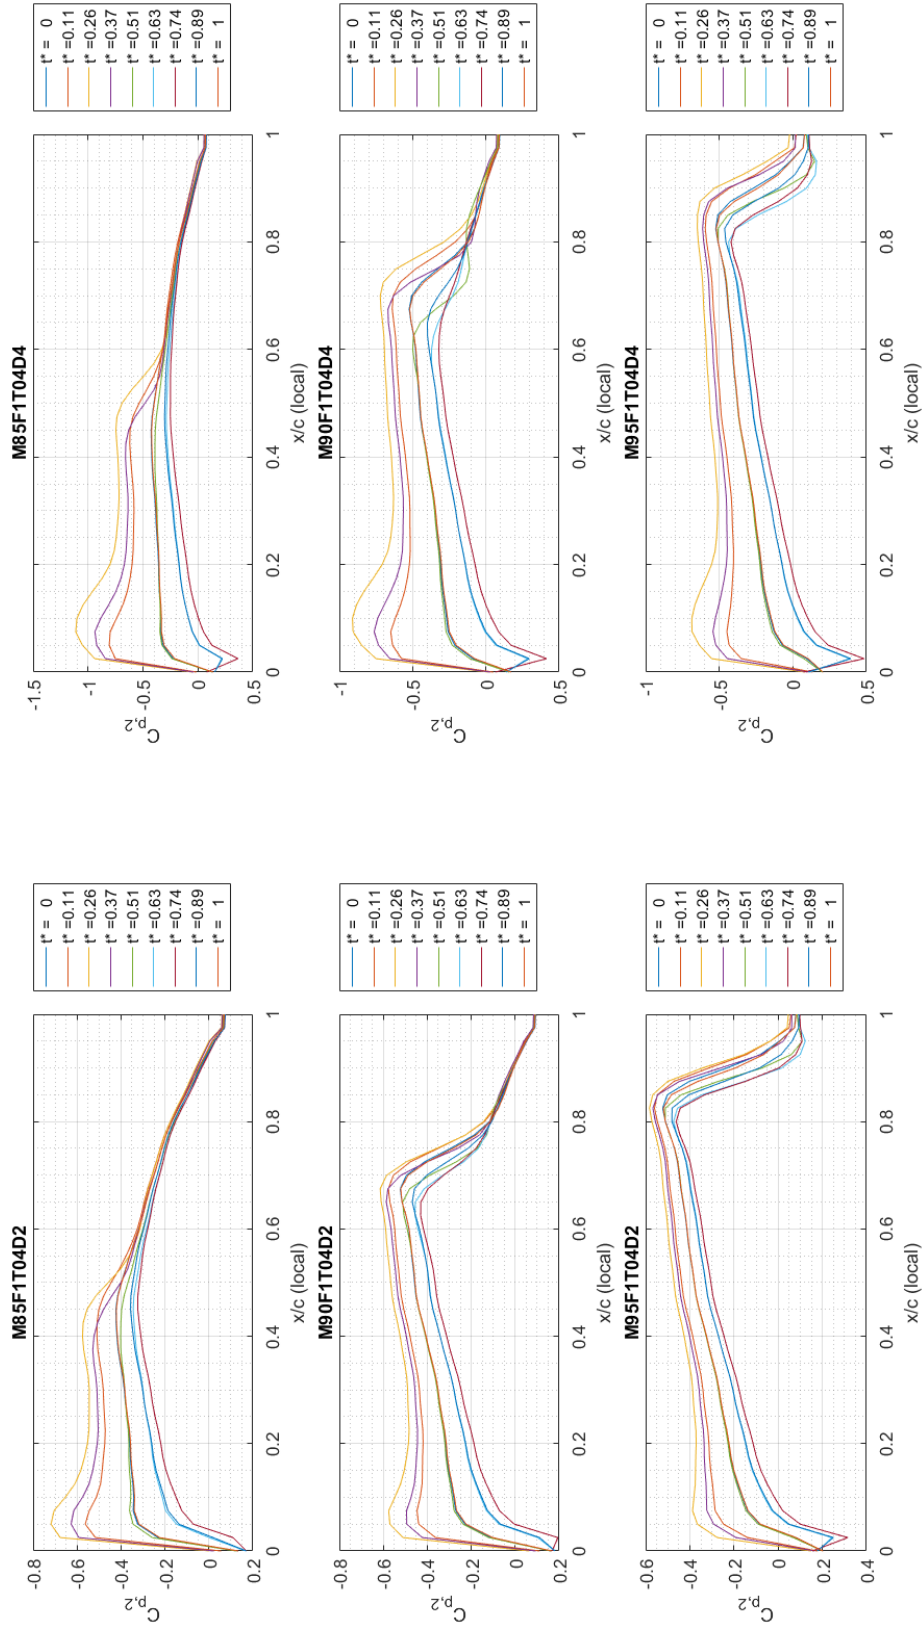 M85F1T04D2
C p,2
-0.8
-0.6
-0.4
-0.2
0
0.2
0 0.2 0.4 0.6 0.8 1
x/c (local)
t* = 0
t* =0.11
t* =0.26
t* =0.37
t* =0.51
t* =0.63
t* =0.74
t* =0.89
t* = 1
M85F1T04D4
C p,2
-1.5
-1
-0.5
0
0.5
0 0.2 0.4 0.6 0.8 1
x/c (local)
t* = 0
t* =0.11
t* =0.26
t* =0.37
t* =0.51
t* =0.63
t* =0.74
t* =0.89
t* = 1
M90F1T04D2
C p,2
-0.8
-0.6
-0.4
-0.2
0
0.2
0 0.2 0.4 0.6 0.8 1
x/c (local)
t* = 0
t* =0.11
t* =0.26
t* =0.37
t* =0.51
t* =0.63
t* =0.74
t* =0.89
t* = 1
M90F1T04D4
C p,2
-1
-0.5
0
0.5
0 0.2 0.4 0.6 0.8 1
x/c (local)
t* = 0
t* =0.11
t* =0.26
t* =0.37
t* =0.51
t* =0.63
t* =0.74
t* =0.89
t* = 1
M95F1T04D2
C p,2
-0.6
-0.4
-0.2
0
0.2
0.4
0 0.2 0.4 0.6 0.8 1
x/c (local)
t* = 0
t* =0.11
t* =0.26
t* =0.37
t* =0.51
t* =0.63
t* =0.74
t* =0.89
t* = 1
M95F1T04D4
C p,2
-1
-0.5
0
0.5
0 0.2 0.4 0.6 0.8 1
x/c (local)
t* = 0
t* =0.11
t* =0.26
t* =0.37
t* =0.51
t* =0.63
t* =0.74
t* =0.89
t* = 1